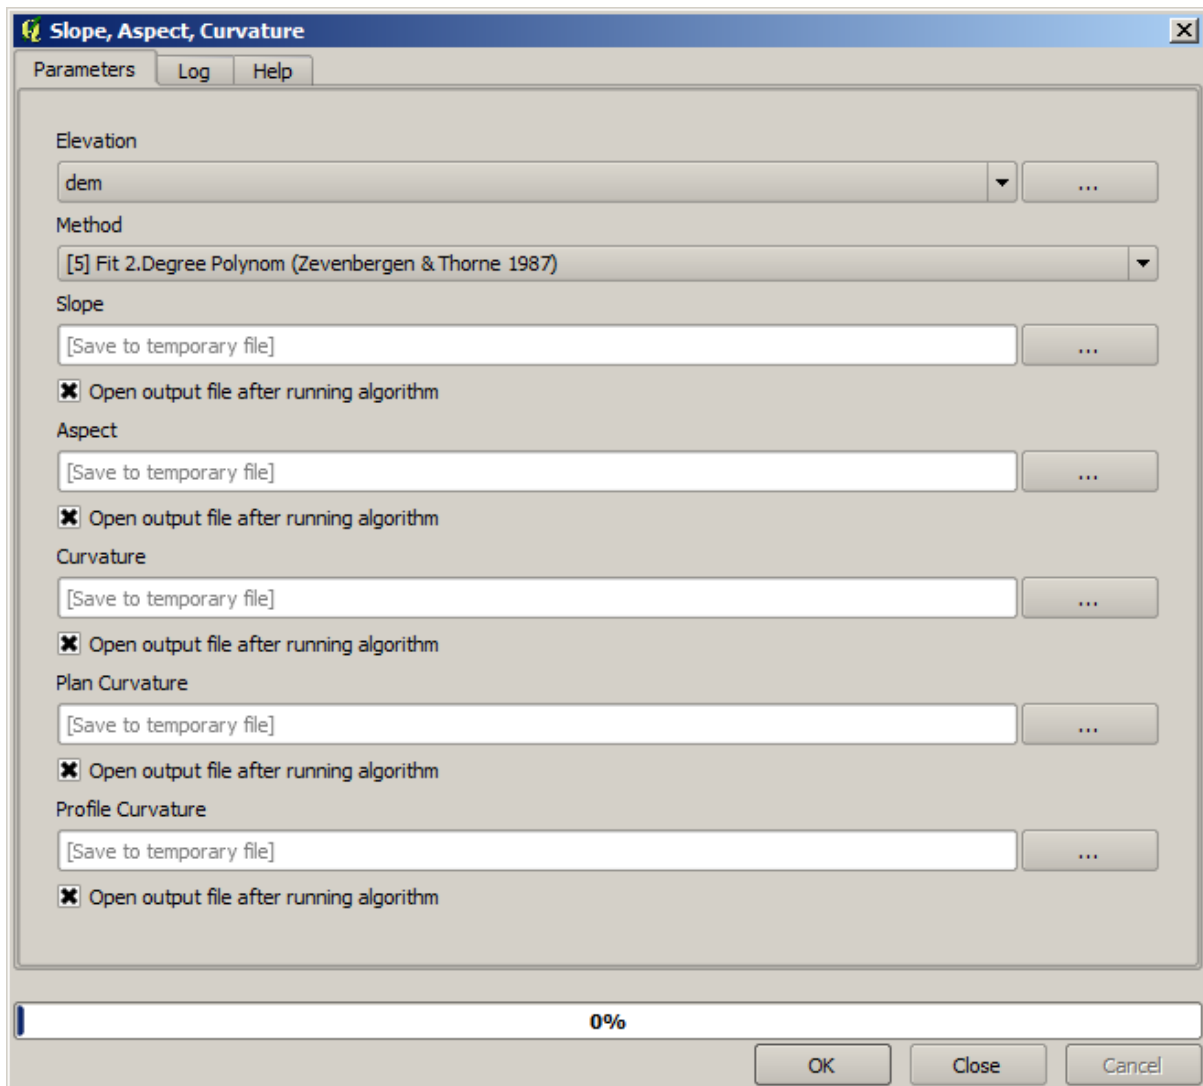 Slope, Aspect, Curvature
Parameters Log Help
Elevation
dem ...
Method
[5] Fit 2.Degree Polynom (Zevenbergen & Thorne 1987)
Slope
[Save to temporary file] ...
Open output file after running algorithm
Aspect
[Save to temporary file] ...
Open output file after running algorithm
Curvature
[Save to temporary file] ...
Open output file after running algorithm
Plan Curvature
[Save to temporary file] ...
Open output file after running algorithm
Profile Curvature
[Save to temporary file] ...
Open output file after running algorithm
0%
OK Close Cancel